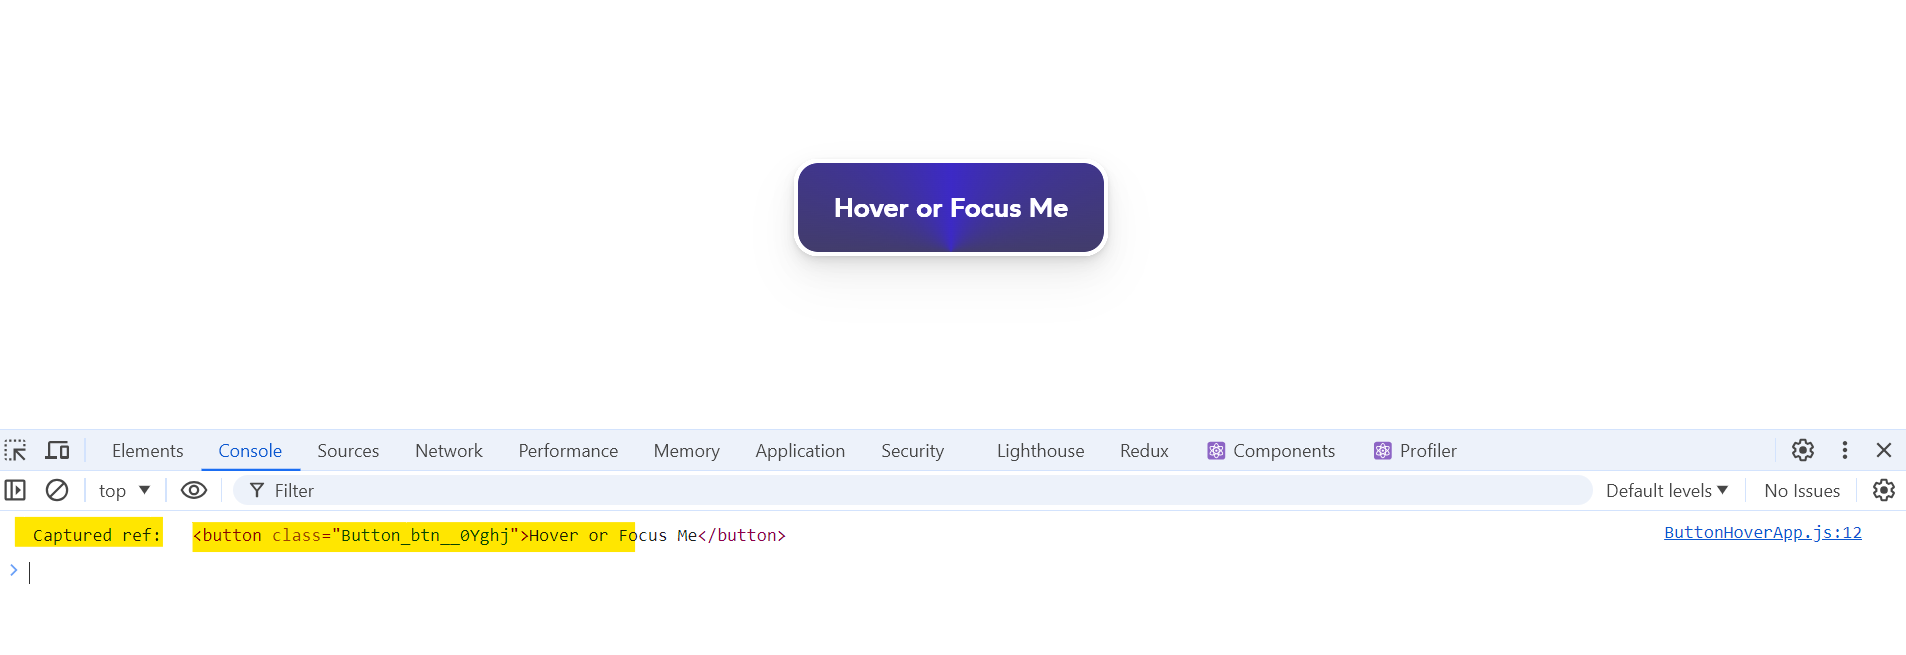 Hover or Focus Me
Elements Console Sources Network Performance Memory Application Security Lighthouse Redux Components Profiler
top Filter Default levels No Issues
Captured ref: <button class="Button_btn__0Yghj">Hover or Focus Me</button> ButtonHoverApp.js:12